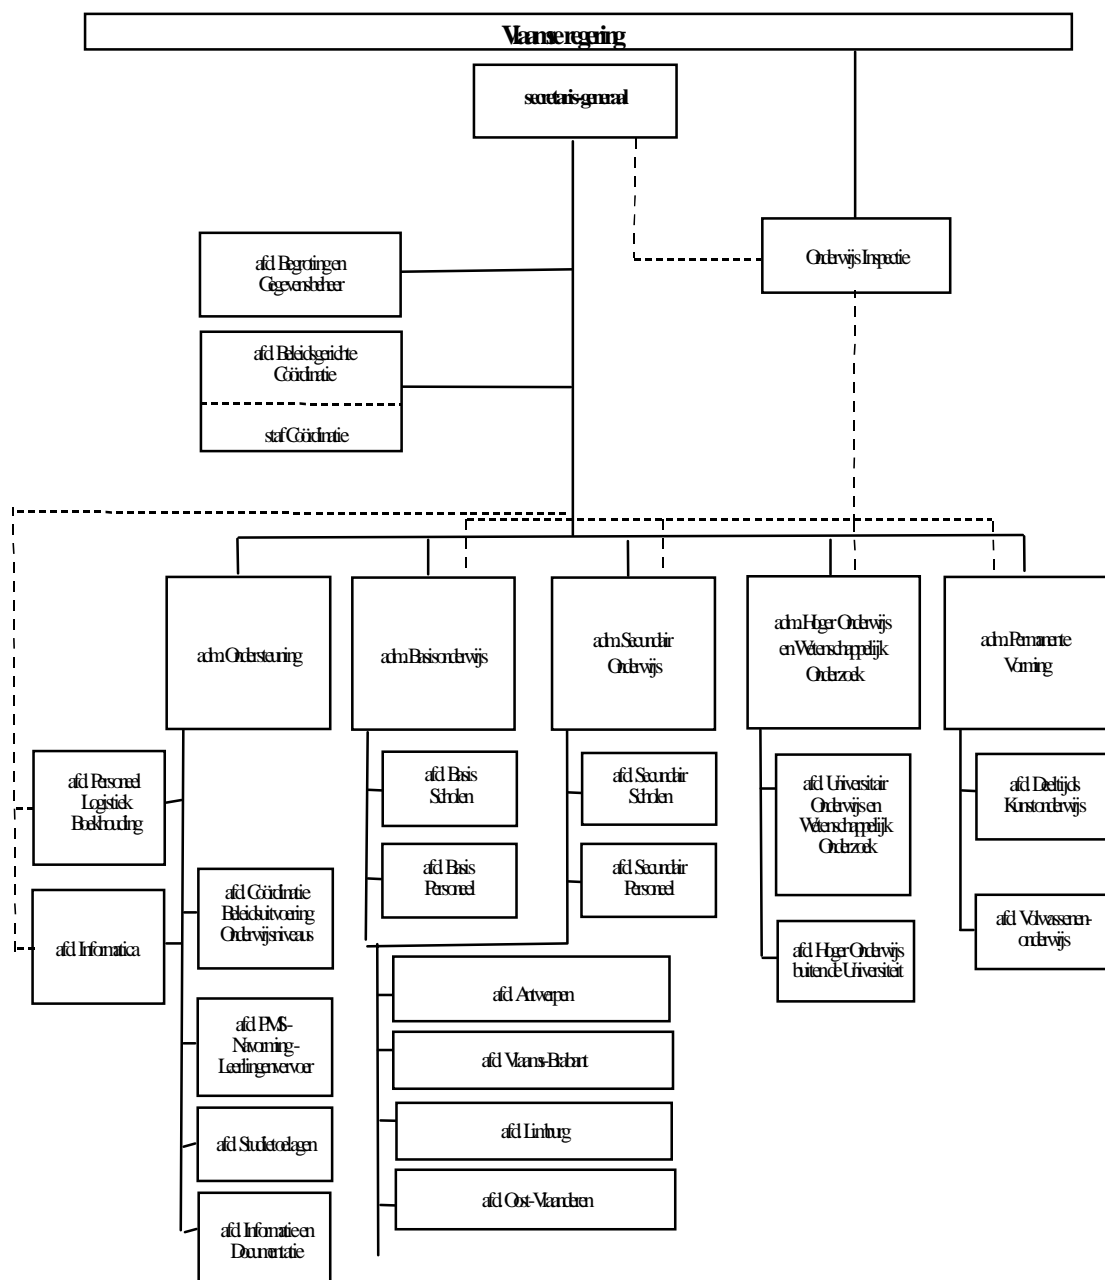 Vlaamse regering
secretaris-generaal
Onderwijs Inspectie
afd. Begroting en
Gegevensbeheer
afd. Beleidsgerichte
Coördinatie
staf Coördinatie
adm. Ondersteuning
adm. Basisonderwijs
adm. Secundair
Onderwijs
adm. Hoger Onderwijs
en Wetenschappelijk
Onderzoek
adm. Permanente
Vorming
afd. Personeel
Logistiek
Boekhouding
afd. Informatica
afd. Coördinatie
Beleidsuitvoering
Onderwijsniveaus
afd. PMS-
Navorming -
Leerlingenvervoer
afd. Studietoelagen
afd. Informatie en
Documentatie
afd. Basis
Scholen
afd. Basis
Personeel
afd. Secundair
Scholen
afd. Secundair
Personeel
afd. Antwerpen
afd. Vlaams-Brabant
afd. Limburg
afd. Oost-Vlaanderen
afd. Universitair
Onderwijs en
Wetenschappelijk
Onderzoek
afd. Hoger Onderwijs
buiten de Universiteit
afd. Deeltijds
Kunstonderwijs
afd. Volwassenen-
onderwijs